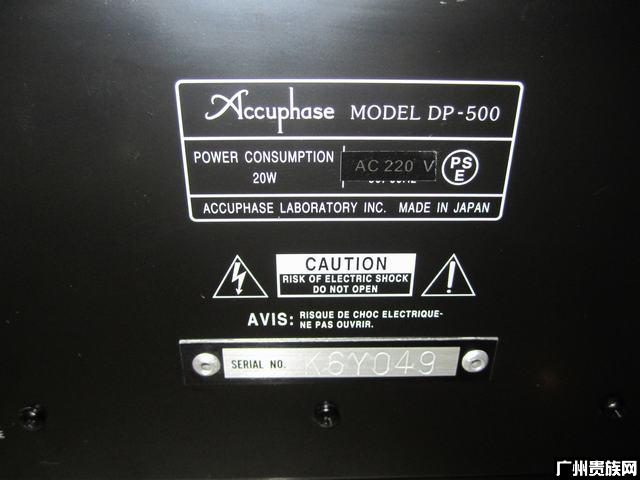 Accuphase MODEL DP-500
POWER CONSUMPTION
20W
AC 220 V
PS
E
ACCUPHASE LABORATORY INC. MADE IN JAPAN
CAUTION
RISK OF ELECTRIC SHOCK
DO NOT OPEN
AVIS: RISQUE DE CHOC ELECTRIQUE-
NE PAS OUVRIR.
SERIAL NO. K6Y049
广州贵族网